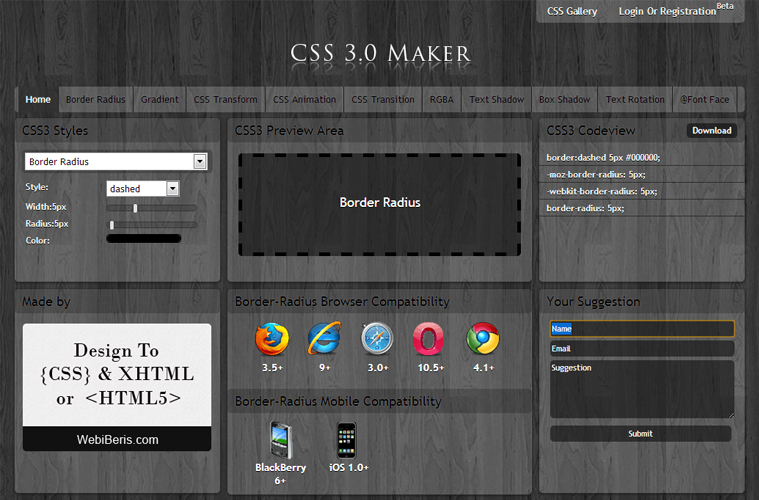 CSS Gallery Login Or Registration Beta
CSS 3.0 Maker
Home Border Radius Gradient CSS Transform CSS Animation CSS Transition RGBA Text Shadow Box Shadow Text Rotation @Font Face
CSS3 Styles
Border Radius
Style: dashed
Width:5px
Radius:5px
Color:
CSS3 Preview Area
Border Radius
CSS3 Codeview Download
border:dashed 5px #000000;
-moz-border-radius: 5px;
-webkit-border-radius: 5px;
border-radius: 5px;
Made by
Design To
{CSS} & XHTML
or <HTML5>
WebiBeris.com
Border-Radius Browser Compatibility
3.5+ 9+ 3.0+ 10.5+ 4.1+
Border-Radius Mobile Compatibility
BlackBerry iOS 1.0+
6+
Your Suggestion
Name
Email
Suggestion
Submit